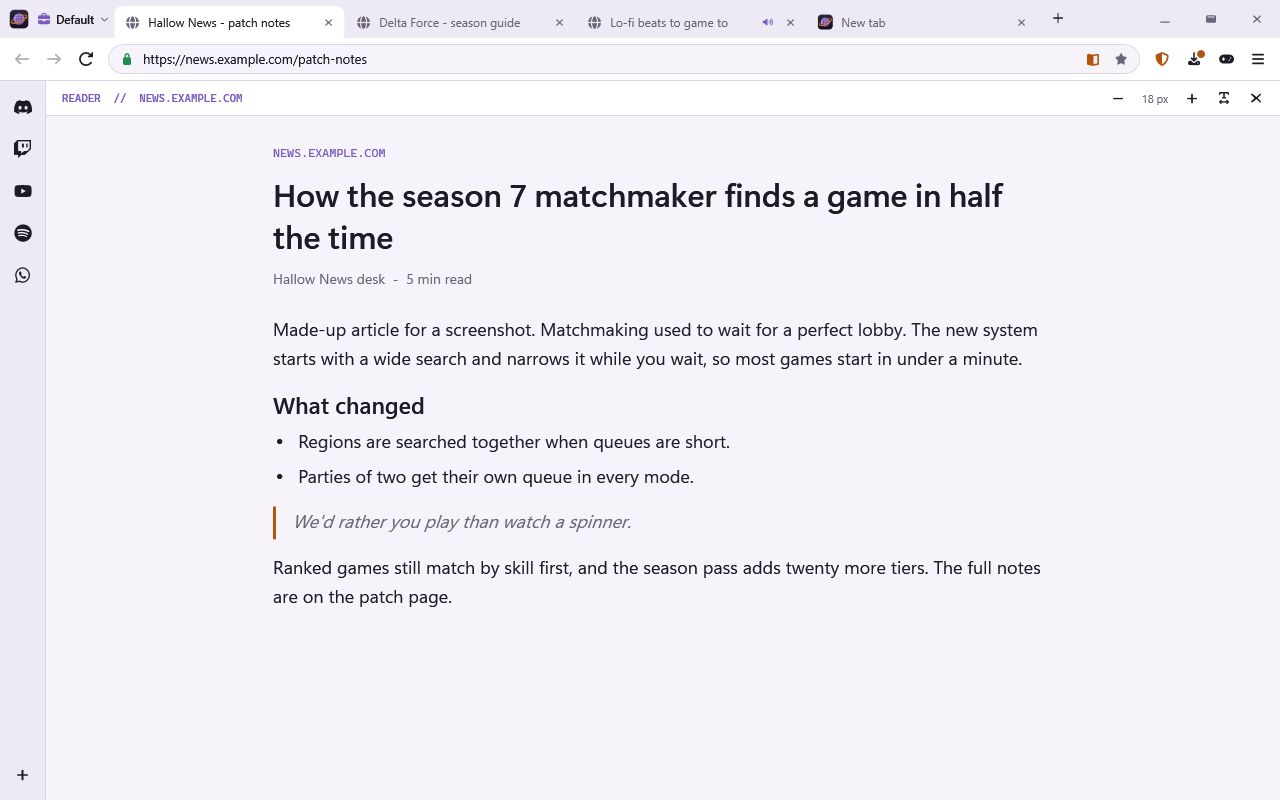 Default
Hallow News - patch notes
Delta Force - season guide
Lo-fi beats to game to
New tab
https://news.example.com/patch-notes
READER // NEWS.EXAMPLE.COM
18 px
NEWS.EXAMPLE.COM
How the season 7 matchmaker finds a game in half
the time
Hallow News desk - 5 min read
Made-up article for a screenshot. Matchmaking used to wait for a perfect lobby. The new system
starts with a wide search and narrows it while you wait, so most games start in under a minute.
What changed
• Regions are searched together when queues are short.
• Parties of two get their own queue in every mode.
We'd rather you play than watch a spinner.
Ranked games still match by skill first, and the season pass adds twenty more tiers. The full notes
are on the patch page.